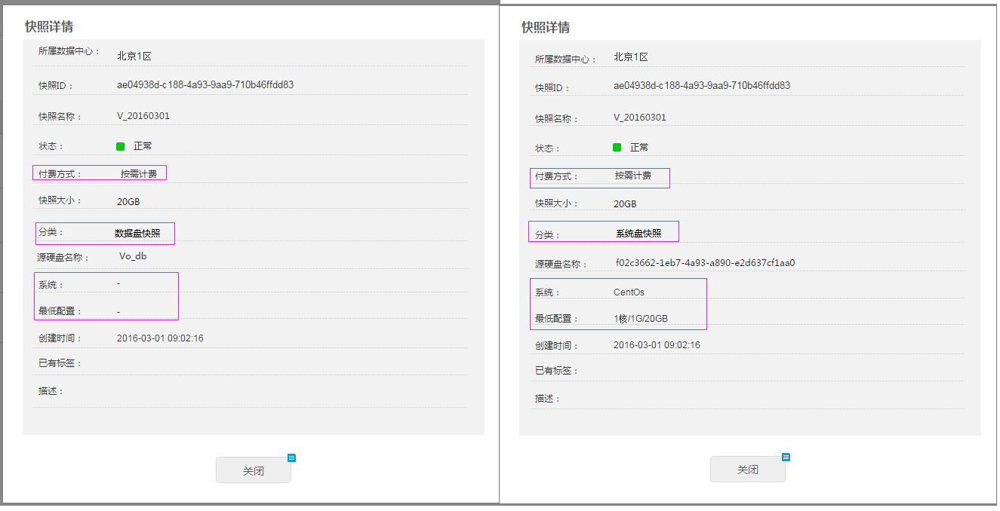 快照详情
所属数据中心： 北京1区
快照ID： ae04938d-c188-4a93-9aa9-710b46ffdd83
快照名称： V_20160301
状态： 正常
付费方式： 按需计费
快照大小： 20GB
分类： 数据盘快照
源硬盘名称： Vo_db
系统： -
最低配置： -
创建时间： 2016-03-01 09:02:16
已有标签：
描述：
关闭
快照详情
所属数据中心： 北京1区
快照ID： ae04938d-c188-4a93-9aa9-710b46ffdd83
快照名称： V_20160301
状态： 正常
付费方式： 按需计费
快照大小： 20GB
分类： 系统盘快照
源硬盘名称： f02c3662-1eb7-4a93-a890-e2d637cf1aa0
系统： CentOs
最低配置： 1核/1G/20GB
创建时间： 2016-03-01 09:02:16
已有标签：
描述：
关闭